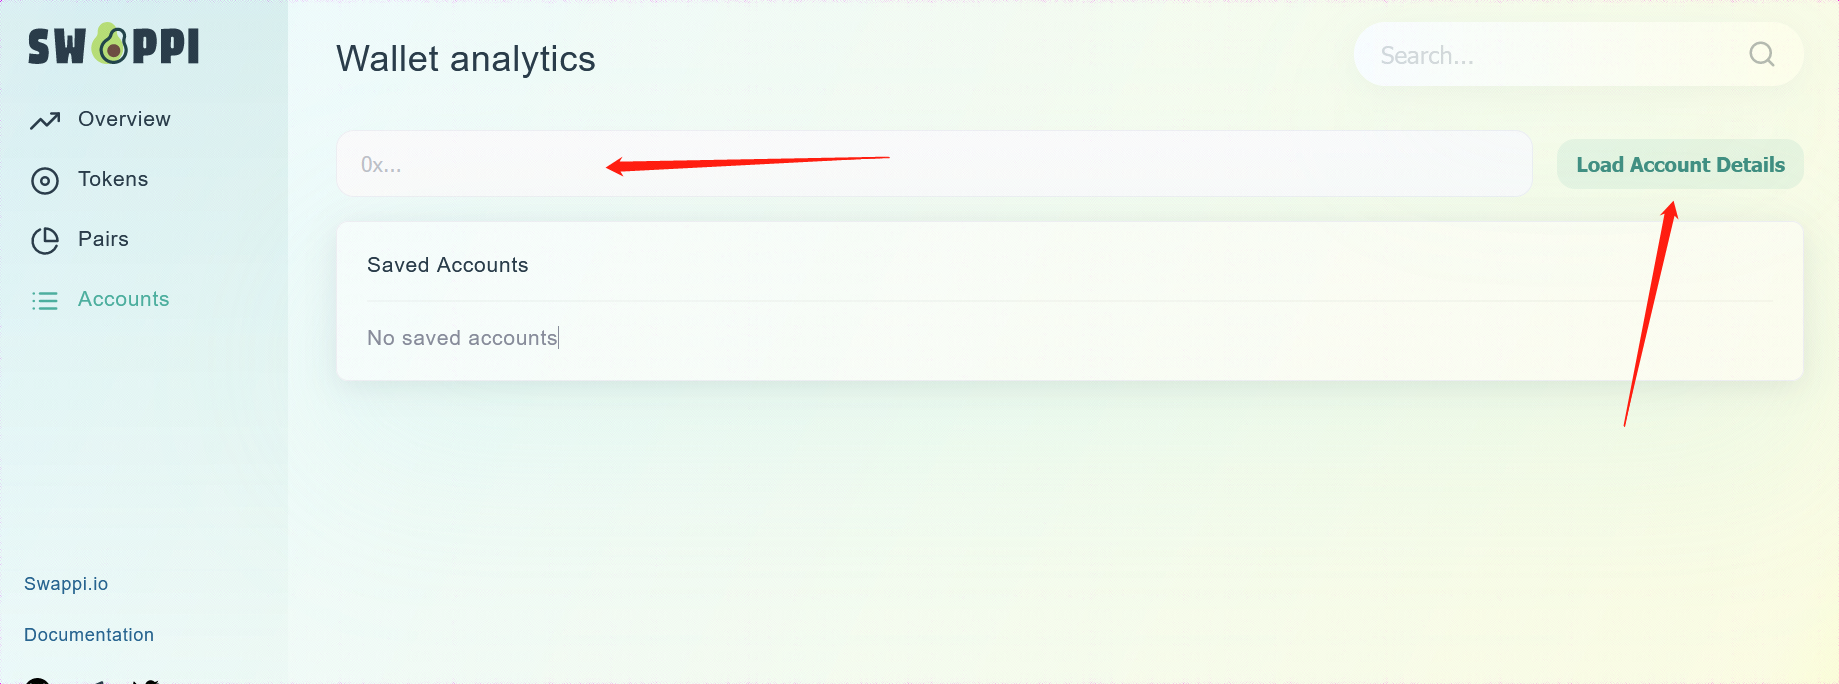 SWAPPI
Overview
Tokens
Pairs
Accounts
Swappi.io
Documentation
Wallet analytics
Search...
0x...
Load Account Details
Saved Accounts
No saved accounts